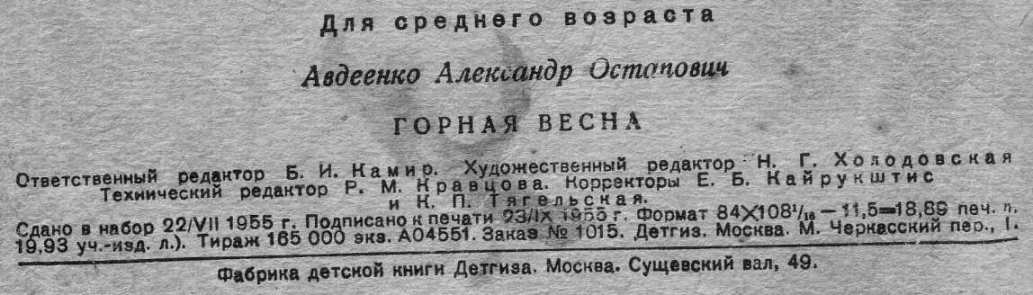 Для среднего возраста
Авдеенко Александр Остапович
ГОРНАЯ ВЕСНА
Ответственный редактор Б. И. Камир. Художественный редактор Н. Г. Холодовская
Технический редактор Р. М. Кравцова. Корректоры Е. Б. Кайрукштис
и К. П. Тягельская.
Сдано в набор 22/VII 1955 г. Подписано к печати 23/IX 1955 г. Формат 84×108¹/₁₆ — 11,5=18,89 печ. л.
19,93 уч.-изд. л.). Тираж 165 000 экз. А04551. Заказ № 1015. Детгиз. Москва. М. Черкасский пер., 1.
Фабрика детской книги Детгиза. Москва. Сущевский вал, 49.